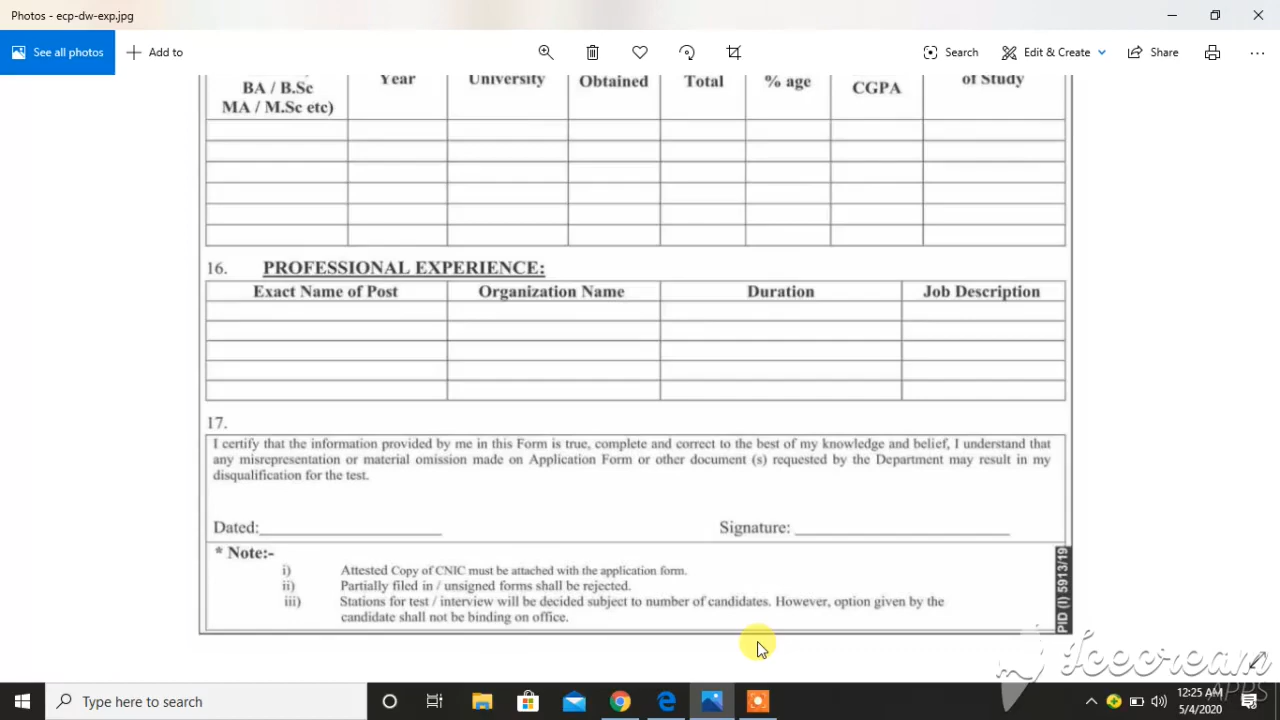 Photos - ecp-dw-exp.jpg
See all photos
Add to
Search
Edit & Create
Share
Year University Obtained Total % age of Study
BA / B.Sc CGPA
MA / M.Sc etc)
16. PROFESSIONAL EXPERIENCE:
Exact Name of Post Organization Name Duration Job Description
17.
I certify that the information provided by me in this Form is true, complete and correct to the best of my knowledge and belief, I understand that
any misrepresentation or material omission made on Application Form or other document (s) requested by the Department may result in my
disqualification for the test.
Dated: Signature:
* Note:-
i) Attested Copy of CNIC must be attached with the application form.
ii) Partially filed in / unsigned forms shall be rejected.
iii) Stations for test / interview will be decided subject to number of candidates. However, option given by the
candidate shall not be binding on office.
PID (I) 5913/19
Icecream
APPS
Type here to search
12:25 AM
5/4/2020